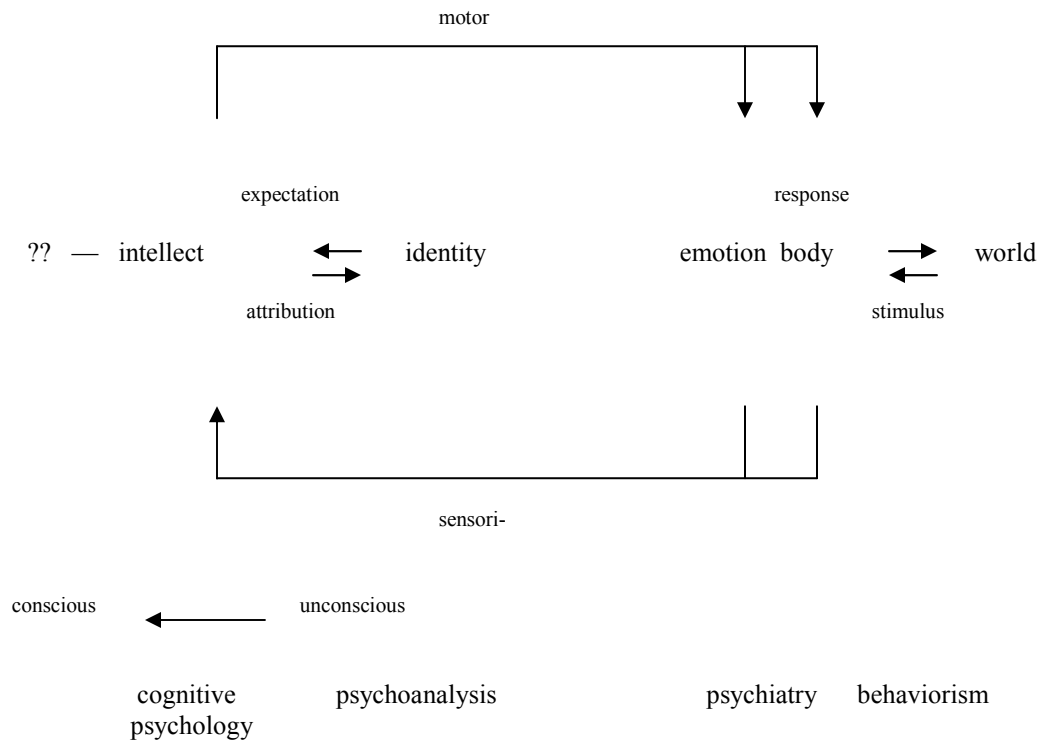 motor
expectation response
?? — intellect identity emotion body world
attribution stimulus
sensori-
conscious unconscious
cognitive psychoanalysis psychiatry behaviorism
psychology